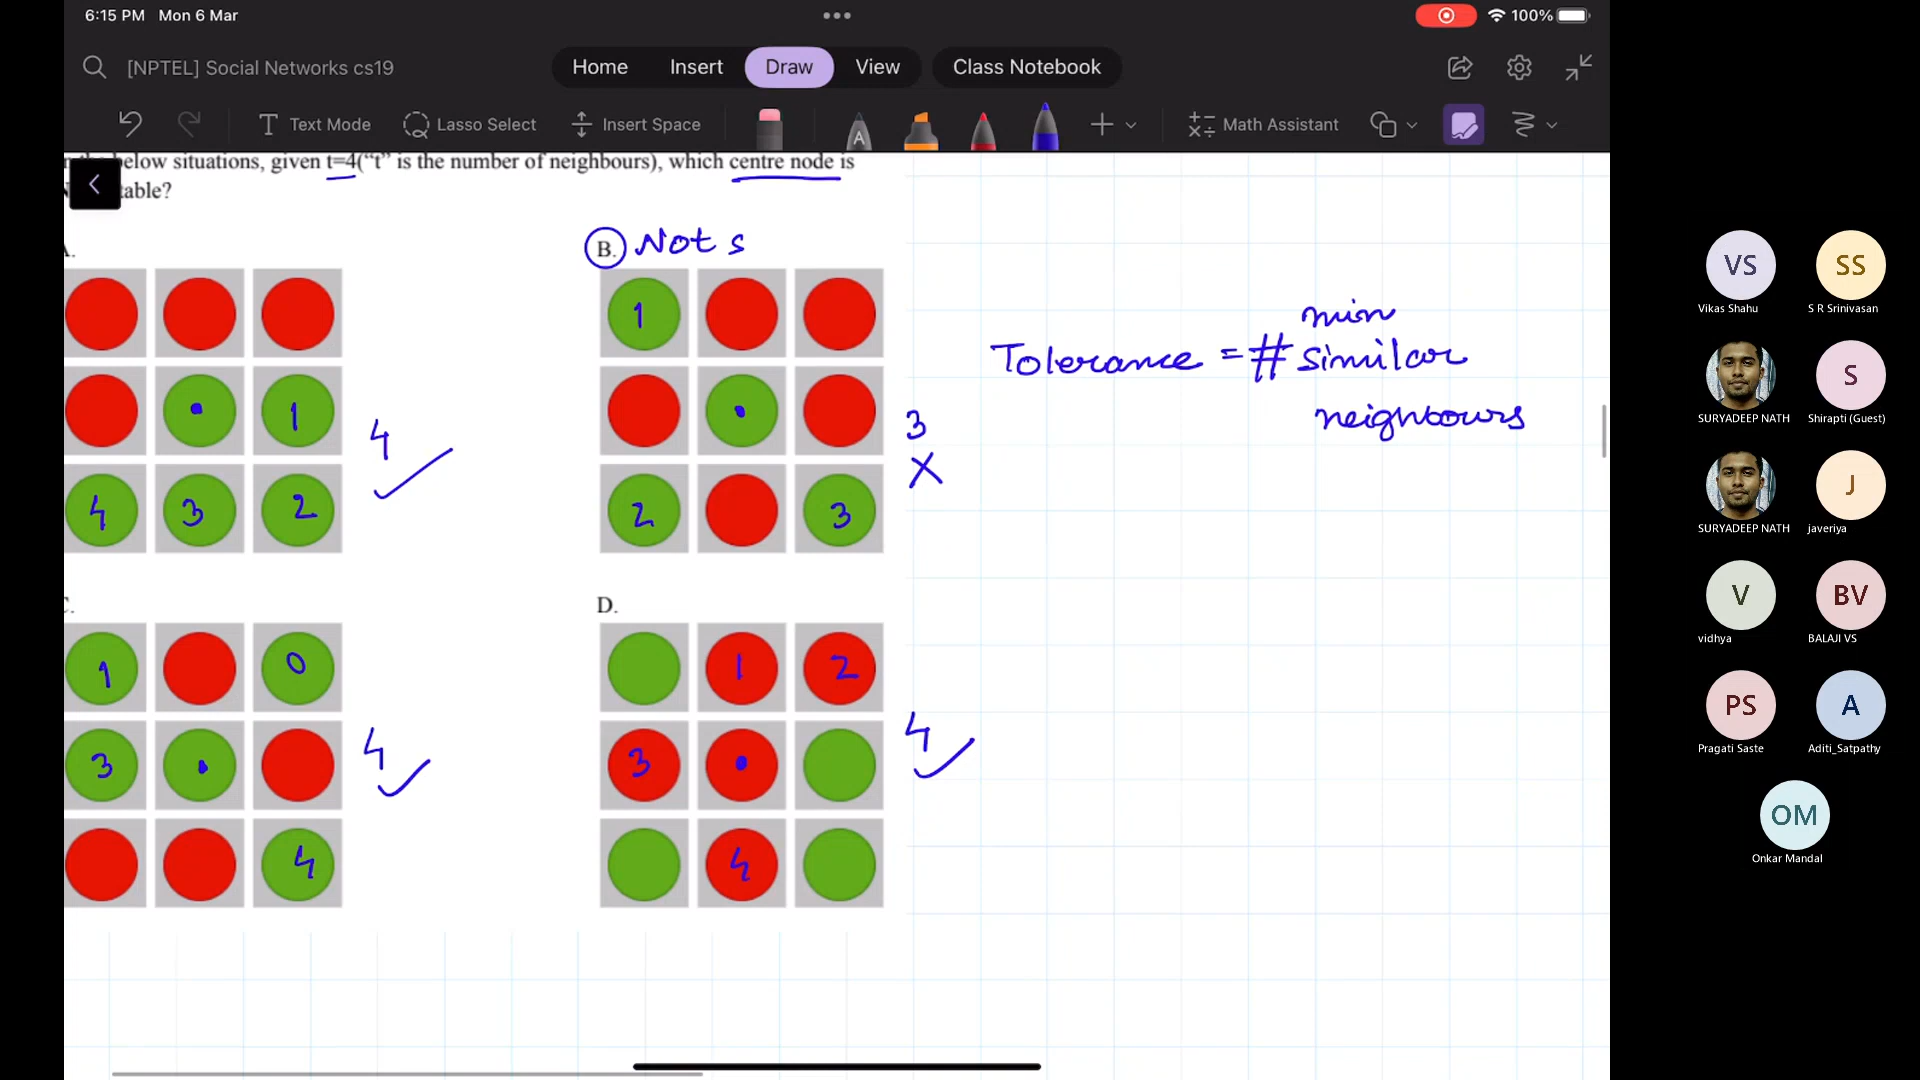 6:15 PM Mon 6 Mar
100%
[NPTEL] Social Networks cs19
Home Insert Draw View Class Notebook
Text Mode Lasso Select Insert Space A Math Assistant
below situations, given t=4("t" is the number of neighbours), which centre node is
table?
B. Not s
1
1
4 3 2
4
1
2 3
3
X
Tolerance = # min
similar
neighbours
D.
1 0
3
4
4
1 2
3
4
4
VS SS
Vikas Shahu S R Srinivasan
S
SURYADEEP NATH Shirapti (Guest)
J
SURYADEEP NATH javeriya
V BV
vidhya BALAJI VS
PS A
Pragati Saste Aditi_Satpathy
OM
Onkar Mandal